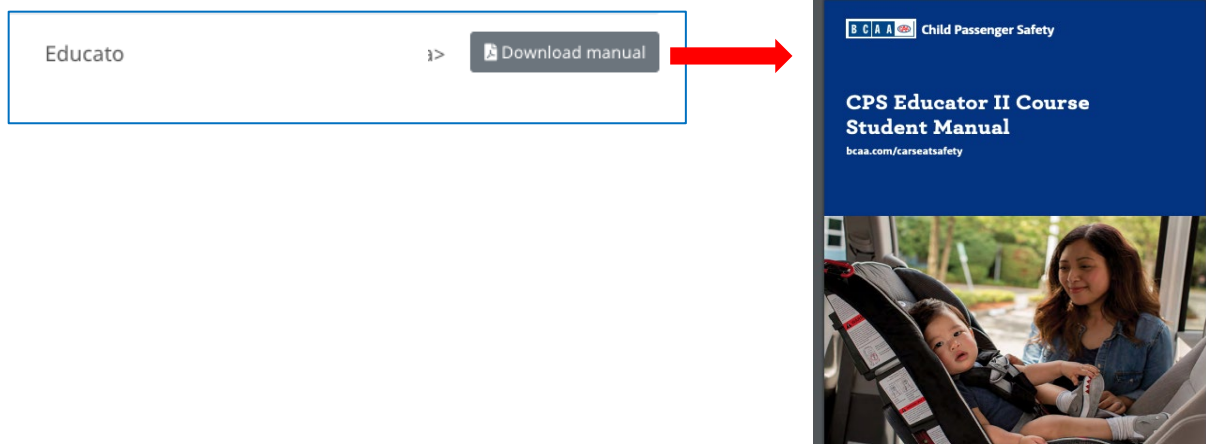 Educato
a>
Download manual
BCAA Child Passenger Safety
CPS Educator II Course
Student Manual
bcaa.com/carseatsafety